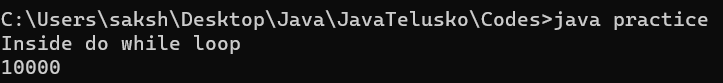 C:\Users\saksh\Desktop\Java\JavaTelusko\Codes>java practice
Inside do while loop
10000